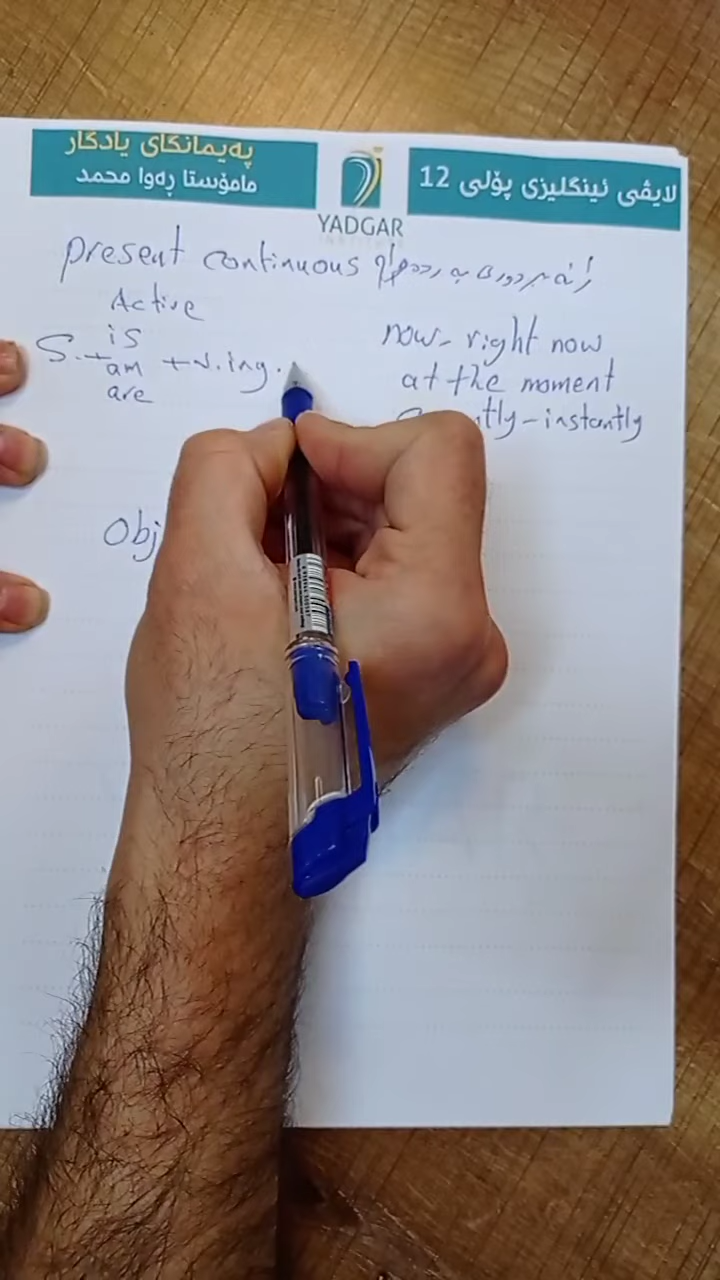 پەیمانگای یادگار
مامۆستا ڕەوا محمد
YADGAR
INSTITUTE
لایڤی ئینگلیزی پۆلی 12
present continuous
Active
is
S. + am + v.ing.
are
now - right now
at the moment
- instantly
Obj